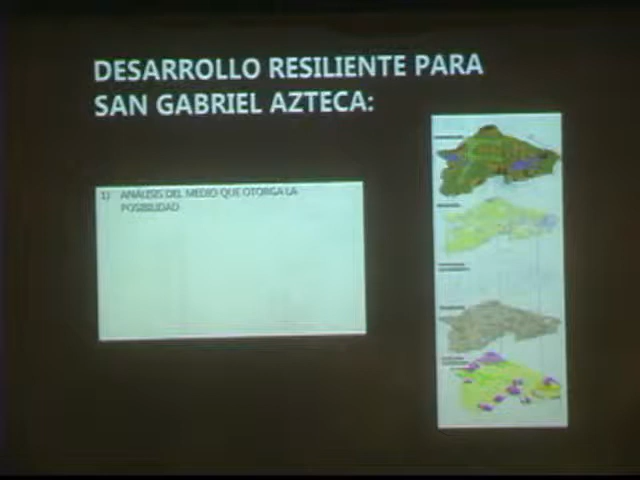 DESARROLLO RESILIENTE PARA
SAN GABRIEL AZTECA:
1) ANÁLISIS DEL MEDIO QUE OTORGA LA
POSIBILIDAD